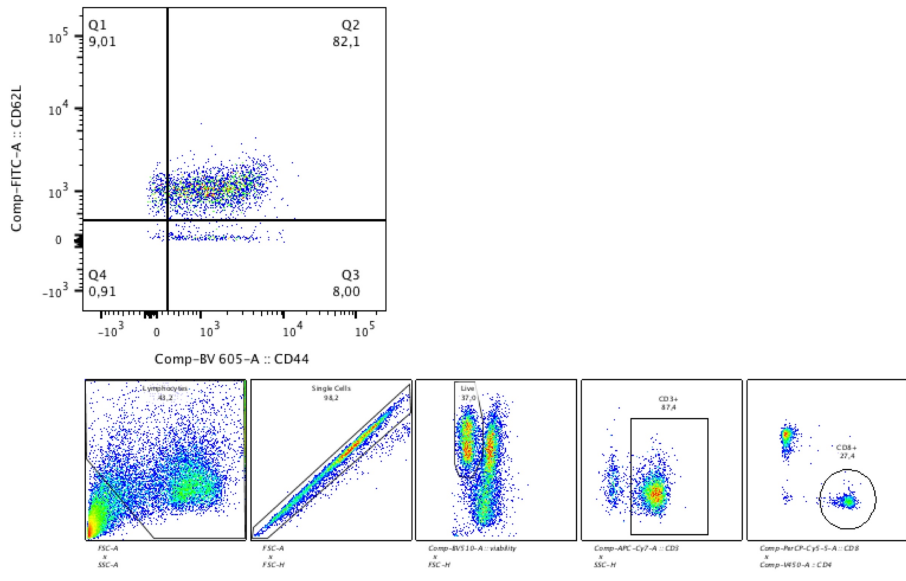 Q1
9,01
Q2
82,1
10^5
10^4
10^3
0
-10^3
Comp-FITC-A :: CD62L
Q4
0,91
Q3
8,00
-10^3 0 10^3 10^4 10^5
Comp-BV 605-A :: CD44
Lymphocytes
43,2
Single Cells
98,2
Live
37,0
CD3+
87,4
CD8+
27,4
FSC-A
x
SSC-A
FSC-A
x
FSC-H
Comp-BV510-A :: viability
x
FSC-H
Comp-APC-Cy7-A :: CD3
x
SSC-H
Comp-PerCP-Cy5-5-A :: CD8
x
Comp-V450-A : CD4